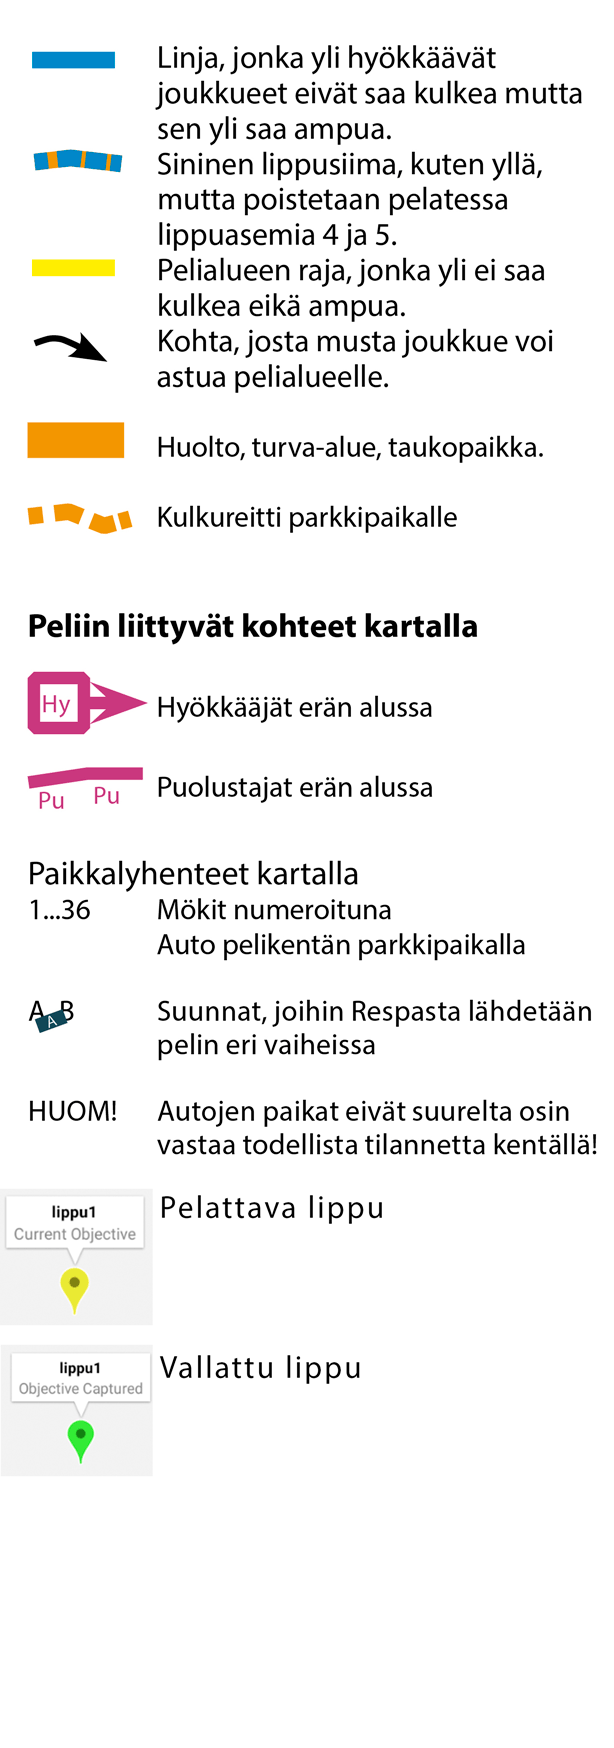 Linja, jonka yli hyökkäävät
joukkueet eivät saa kulkea mutta
sen yli saa ampua.
Sininen lippusiima, kuten yllä,
mutta poistetaan pelatessa
lippuasemia 4 ja 5.
Pelialueen raja, jonka yli ei saa
kulkea eikä ampua.
Kohta, josta musta joukkue voi
astua pelialueelle.
Huolto, turva-alue, taukopaikka.
Kulkureitti parkkipaikalle
Peliin liittyvät kohteet kartalla
Hy Hyökkääjät erän alussa
Pu Pu Puolustajat erän alussa
Paikkalyhenteet kartalla
1...36 Mökit numeroituna
Auto pelikentän parkkipaikalla
A B Suunnat, joihin Respasta lähdetään
A
pelin eri vaiheissa
HUOM! Autojen paikat eivät suurelta osin
vastaa todellista tilannetta kentällä!
Pelattava lippu
lippu1
Current Objective
Vallattu lippu
lippu1
Objective Captured